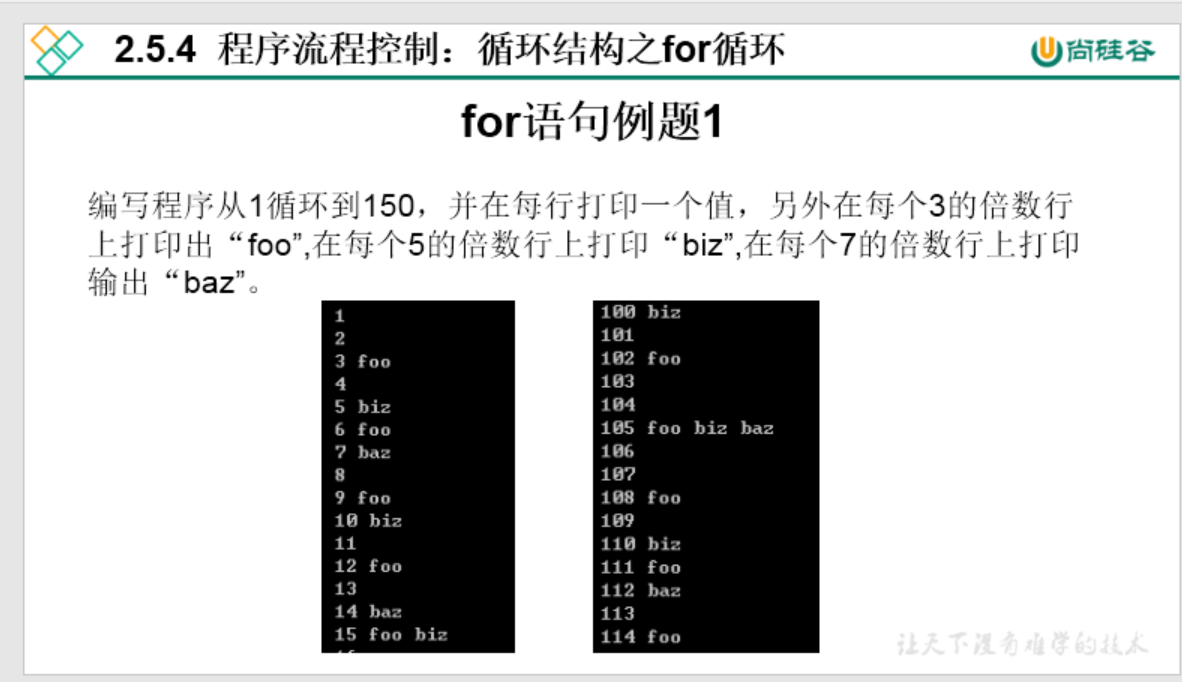 2.5.4 程序流程控制：循环结构之for循环
尚硅谷
for语句例题1
编写程序从1循环到150，并在每行打印一个值，另外在每个3的倍数行
上打印出“foo”,在每个5的倍数行上打印“biz”,在每个7的倍数行上打印
输出“baz”。
1
2
3 foo
4
5 biz
6 foo
7 baz
8
9 foo
10 biz
11
12 foo
13
14 baz
15 foo biz
100 biz
101
102 foo
103
104
105 foo biz baz
106
107
108 foo
109
110 biz
111 foo
112 baz
113
114 foo
让天下没有难学的技术